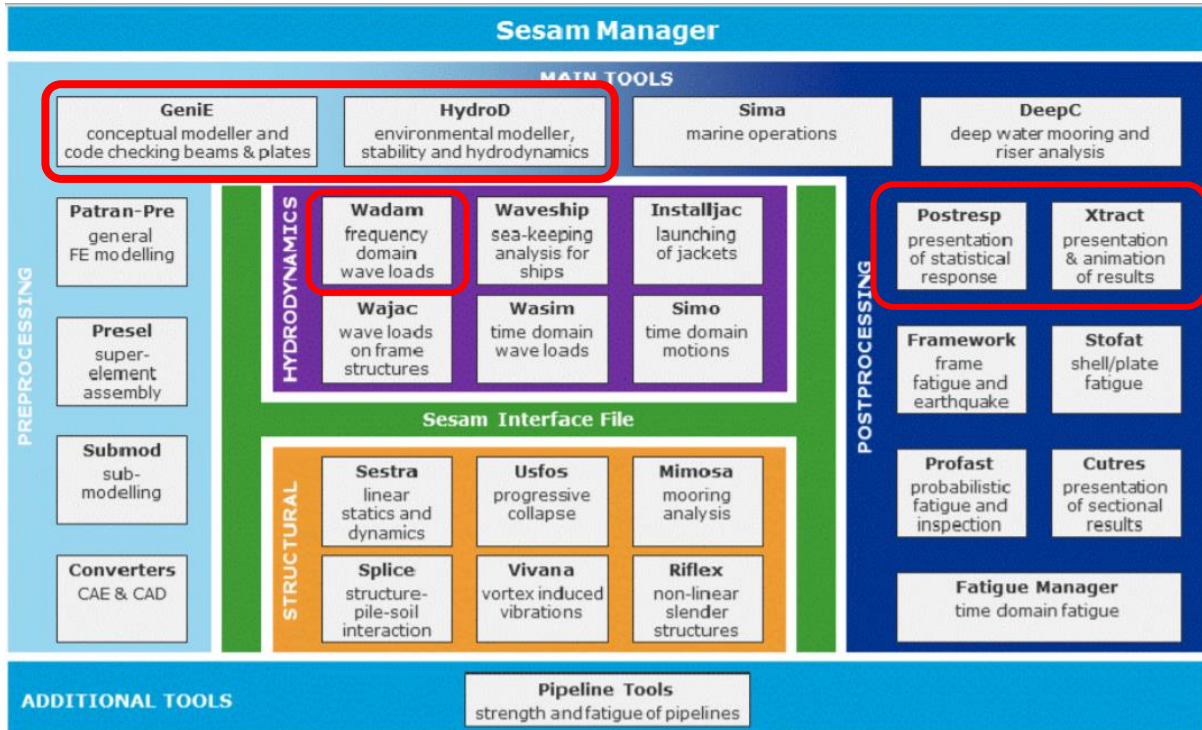 Sesam Manager
MAIN TOOLS
GeniE
conceptual modeller and
code checking beams & plates
HydroD
environmental modeller,
stability and hydrodynamics
Sima
marine operations
DeepC
deep water mooring and
riser analysis
PREPROCESSING
Patran-Pre
general
FE modelling
Presel
super-
element
assembly
Submod
sub-
modelling
Converters
CAE & CAD
HYDRODYNAMICS
Wadam
frequency
domain
wave loads
Waveship
sea-keeping
analysis for
ships
Installjac
launching
of jackets
Wajac
wave loads
on frame
structures
Wasim
time domain
wave loads
Simo
time domain
motions
Sesam Interface File
STRUCTURAL
Sestra
linear
statics and
dynamics
Usfos
progressive
collapse
Mimosa
mooring
analysis
Splice
structure-
pile-soil
interaction
Vivana
vortex induced
vibrations
Riflex
non-linear
slender
structures
POSTPROCESSING
Postresp
presentation
of statistical
response
Xtract
presentation
& animation
of results
Framework
frame
fatigue and
earthquake
Stofat
shell/plate
fatigue
Profast
probabilistic
fatigue and
inspection
Cutres
presentation
of sectional
results
Fatigue Manager
time domain fatigue
ADDITIONAL TOOLS
Pipeline Tools
strength and fatigue of pipelines